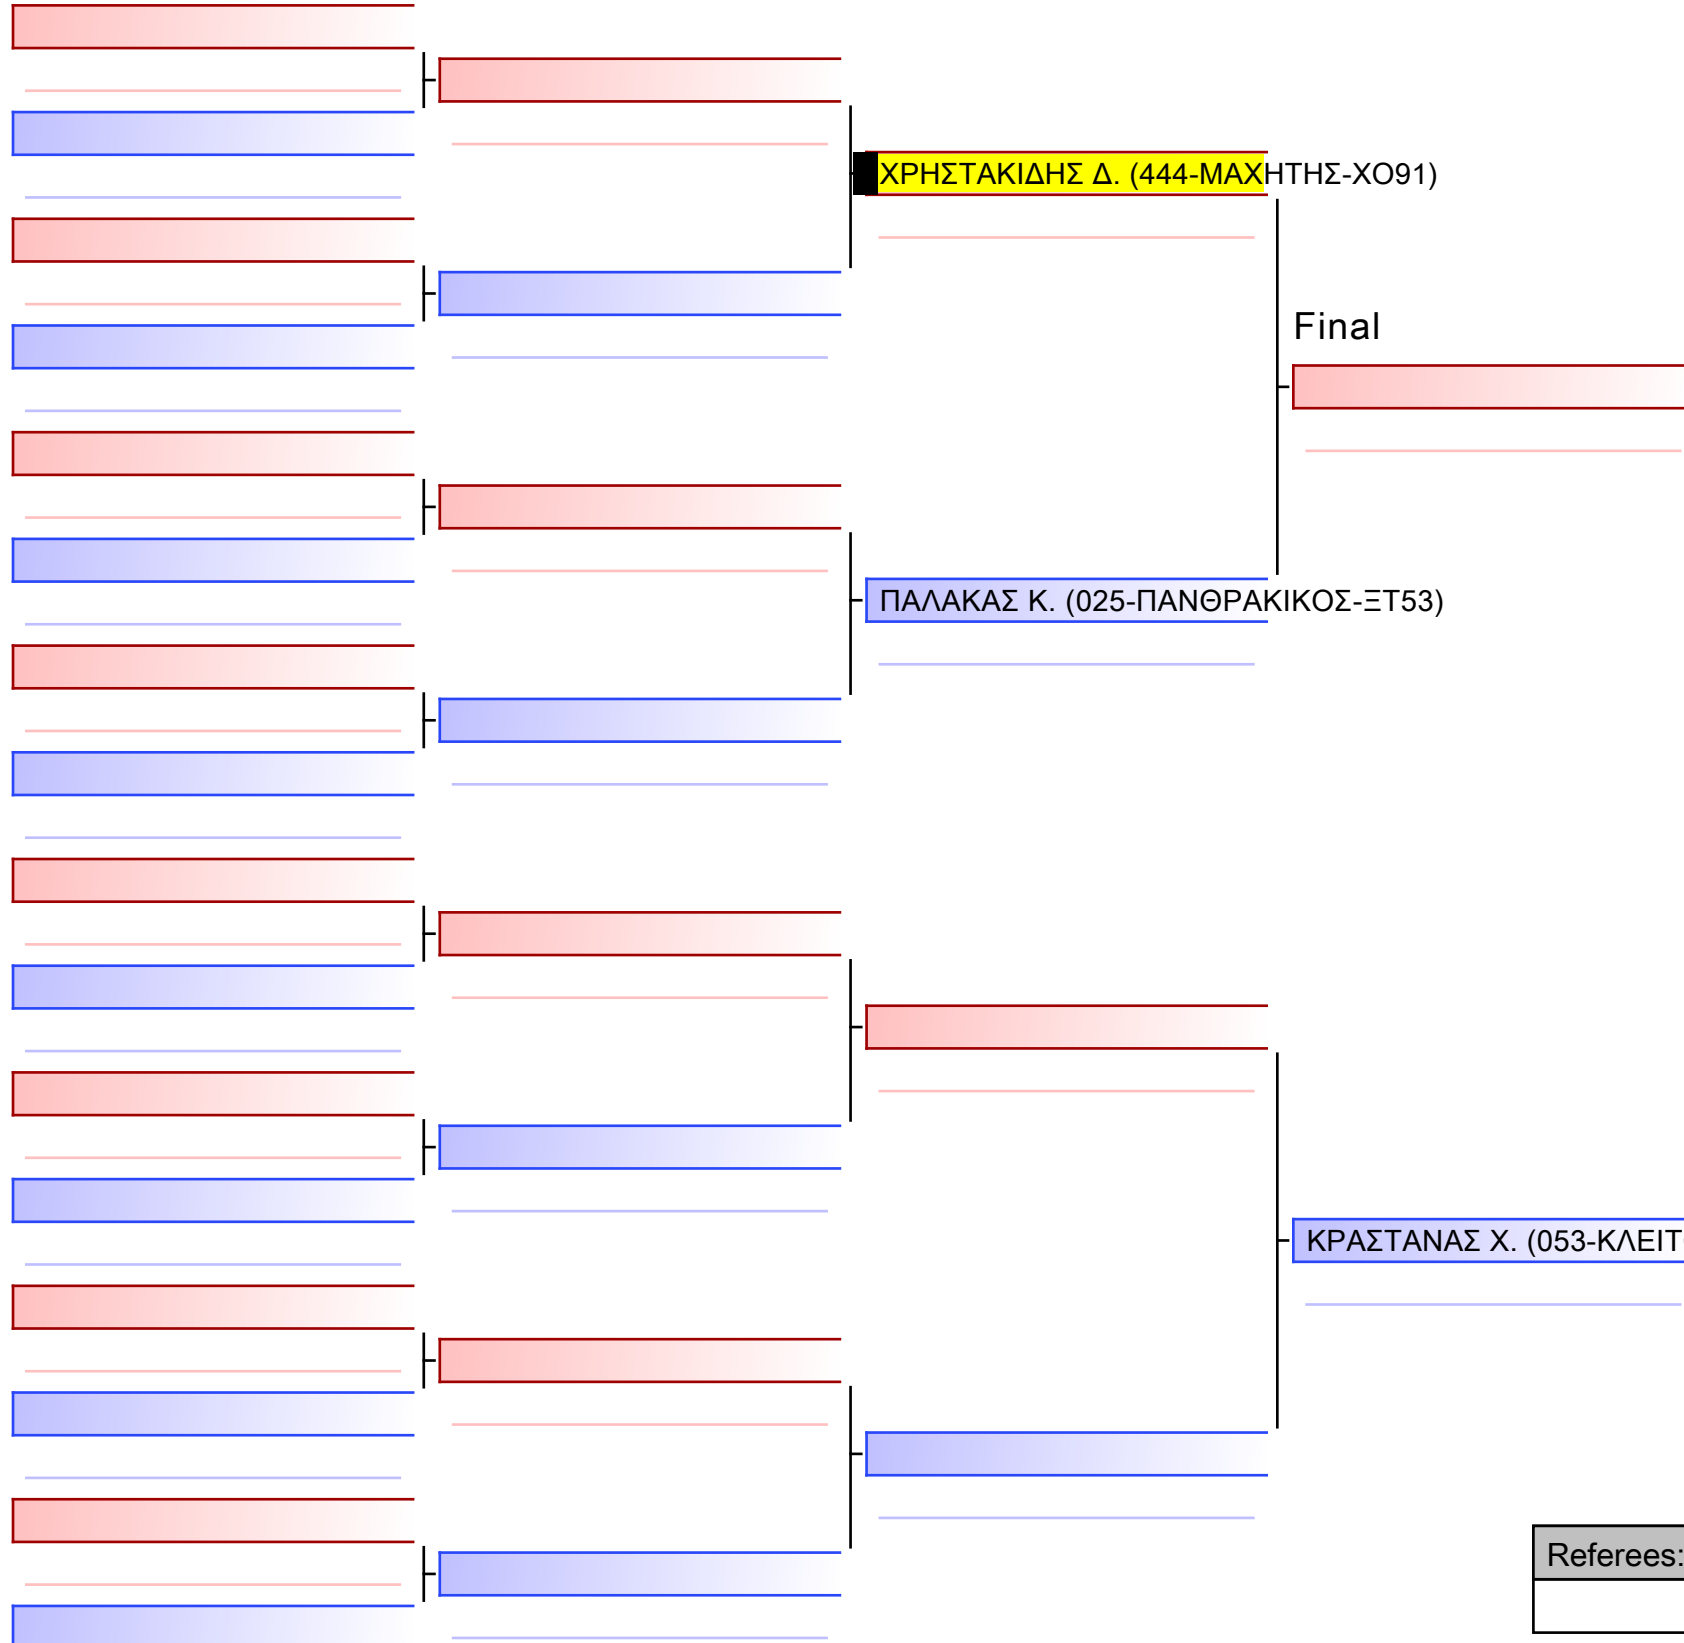 ΧΡΗΣΤΑΚΙΔΗΣ Δ. (444-ΜΑΧΗΤΗΣ-ΧΟ91)
Final
ΠΑΛΑΚΑΣ Κ. (025-ΠΑΝΘΡΑΚΙΚΟΣ-ΞΤ53)
ΚΡΑΣΤΑΝΑΣ Χ. (053-ΚΛΕΙΤ
Referees: